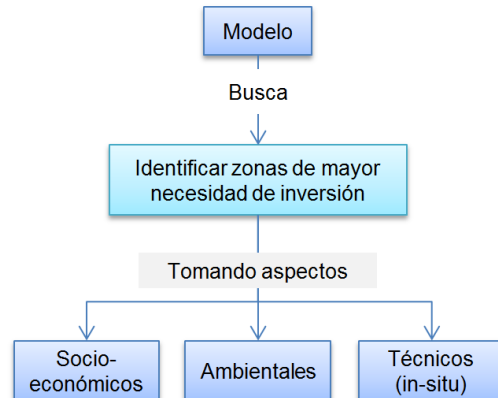 Modelo
Busca
Identificar zonas de mayor
necesidad de inversión
Tomando aspectos
Socio-
económicos
Ambientales
Técnicos
(in-situ)